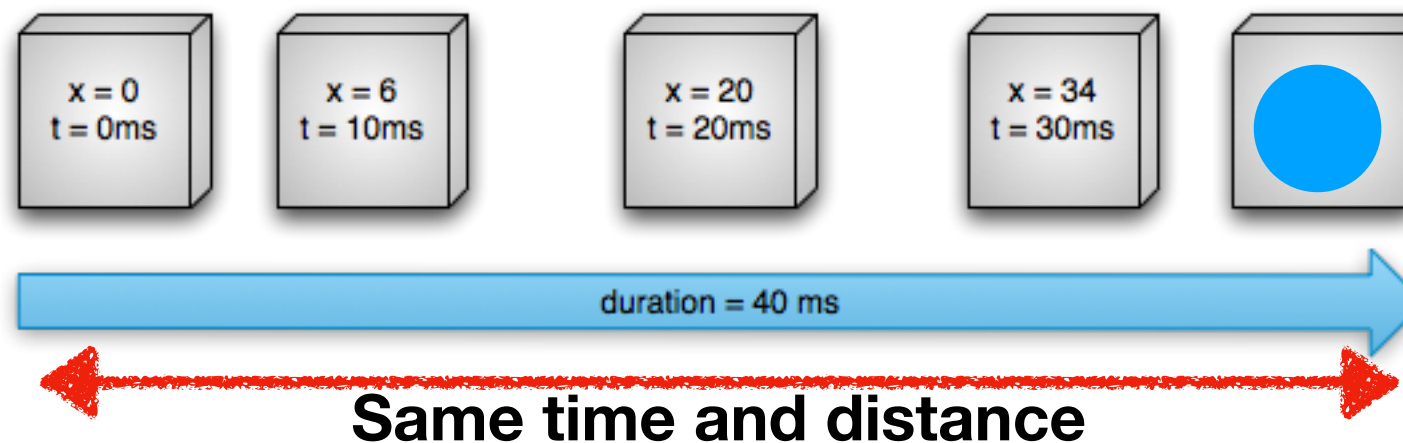 x = 0
t = 0ms
x = 6
t = 10ms
x = 20
t = 20ms
x = 34
t = 30ms
duration = 40 ms
Same time and distance